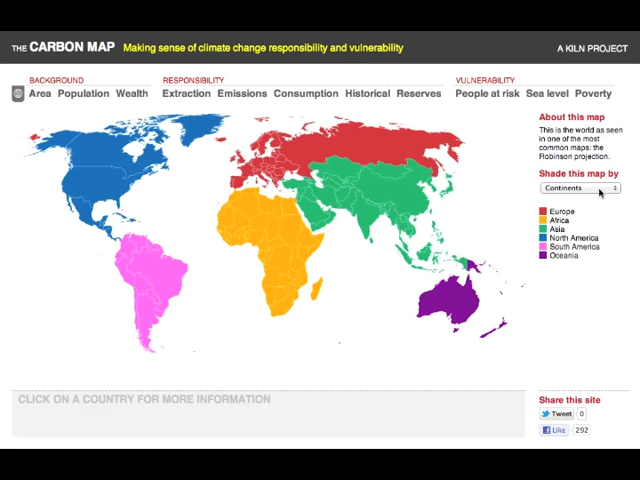 THE CARBON MAP Making sense of climate change responsibility and vulnerability A KILN PROJECT
BACKGROUND RESPONSIBILITY VULNERABILITY
Area Population Wealth Extraction Emissions Consumption Historical Reserves People at risk Sea level Poverty
About this map
This is the world as seen
in one of the most
common maps: the
Robinson projection.
Shade this map by
Continents
Europe
Africa
Asia
North America
South America
Oceania
CLICK ON A COUNTRY FOR MORE INFORMATION
Share this site
Tweet 0
Like 292